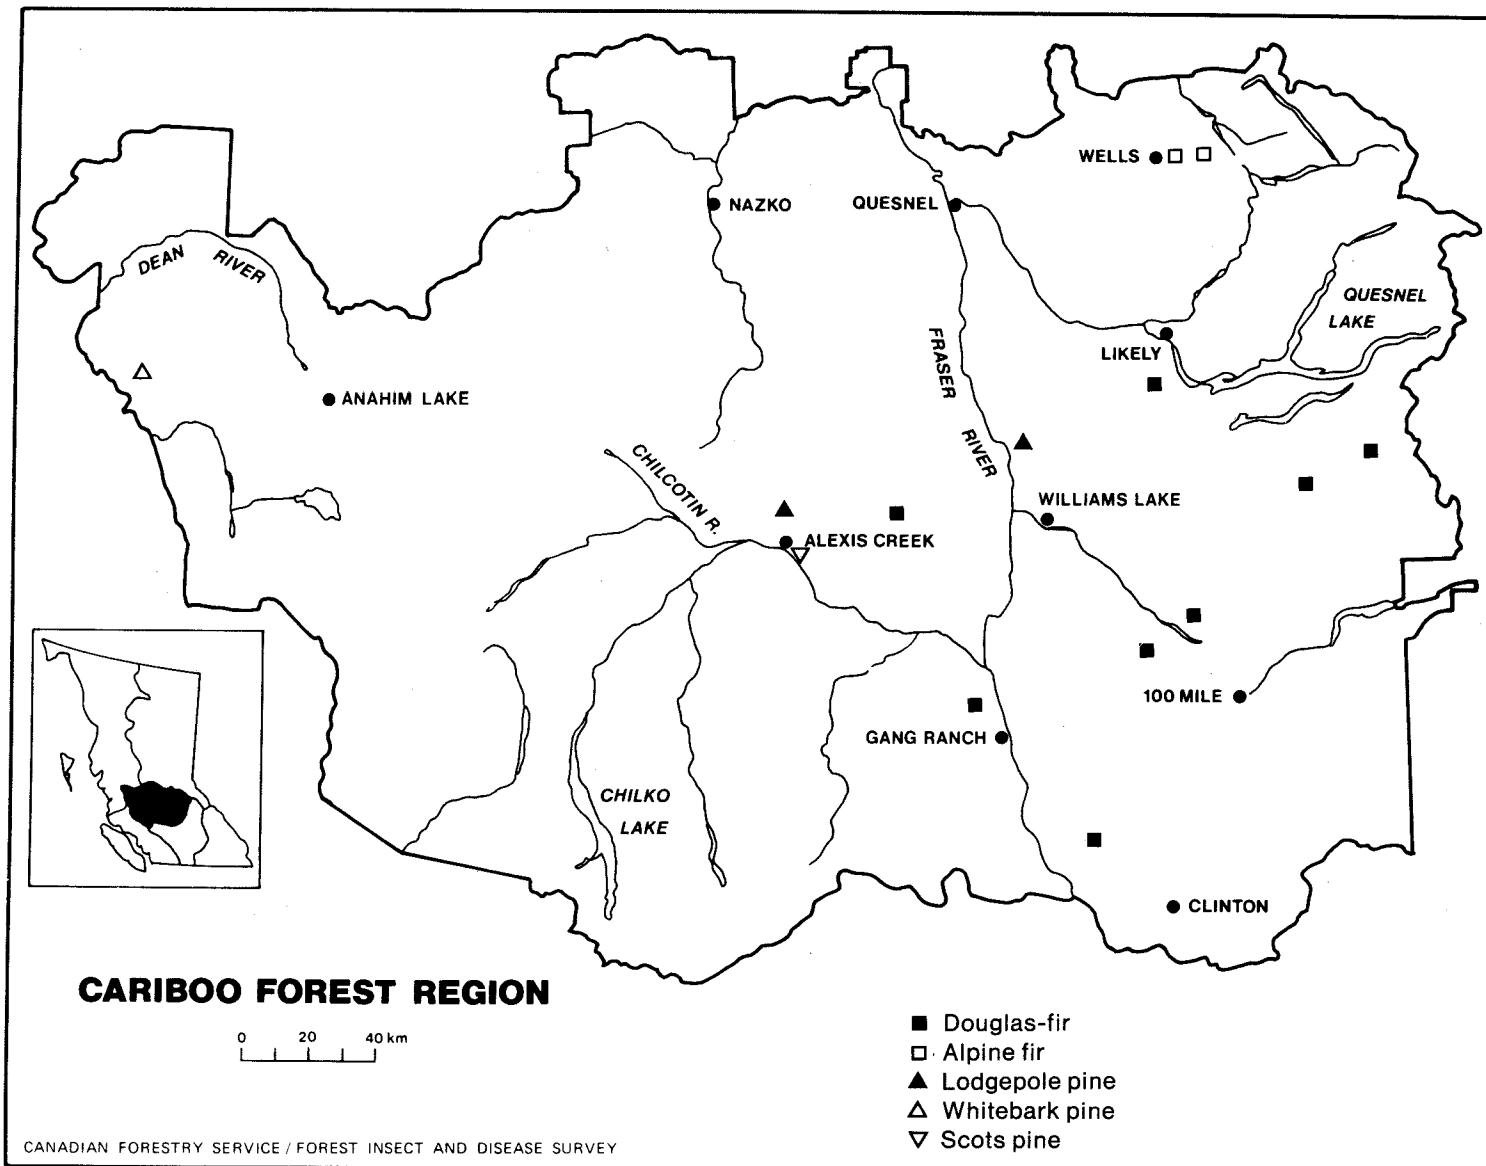 WELLS
NAZKO
QUESNEL
DEAN RIVER
QUESNEL
LAKE
FRASER
RIVER
LIKELY
ANAHIM LAKE
CHILCOTIN R.
WILLIAMS LAKE
ALEXIS CREEK
100 MILE
GANG RANCH
CHILKO
LAKE
CLINTON
CARIBOO FOREST REGION
0 20 40 km
Douglas-fir
Alpine fir
Lodgepole pine
Whitebark pine
Scots pine
CANADIAN FORESTRY SERVICE / FOREST INSECT AND DISEASE SURVEY